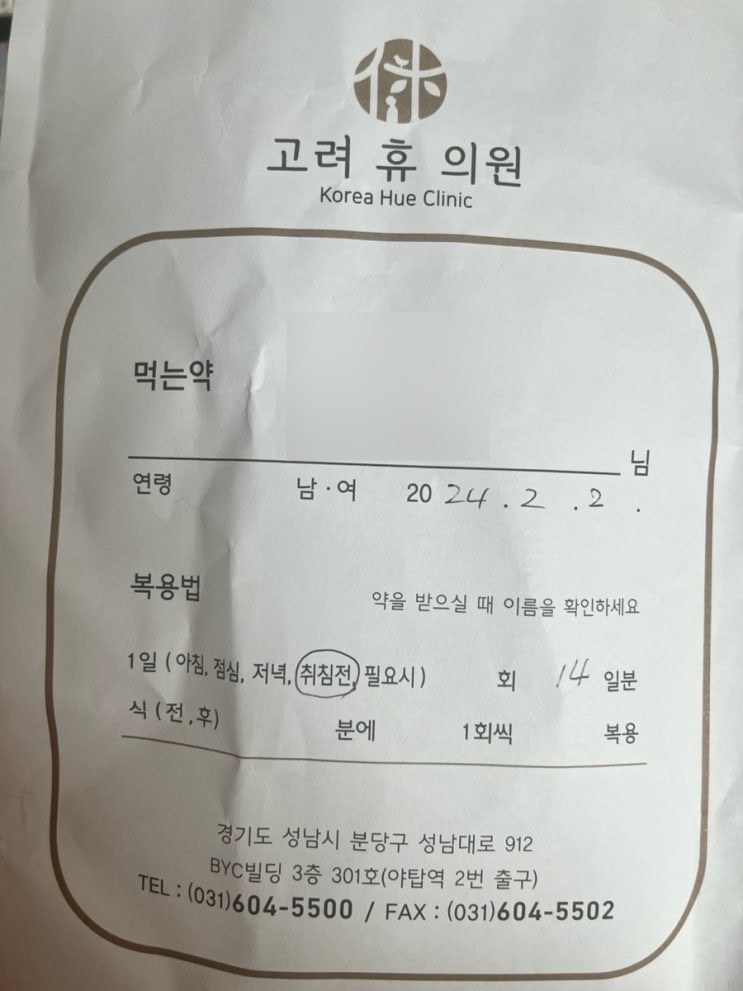 고려 휴 의원
Korea Hue Clinic
먹는약
님
연령 남·여 2024.2.2.
복용법 약을 받으실 때 이름을 확인하세요
1일 (아침, 점심, 저녁, 취침전, 필요시) 회 14 일분
식 (전,후) 분에 1회씩 복용
경기도 성남시 분당구 성남대로 912
BYC빌딩 3층 301호(야탑역 2번 출구)
TEL : (031)604-5500 / FAX : (031)604-5502